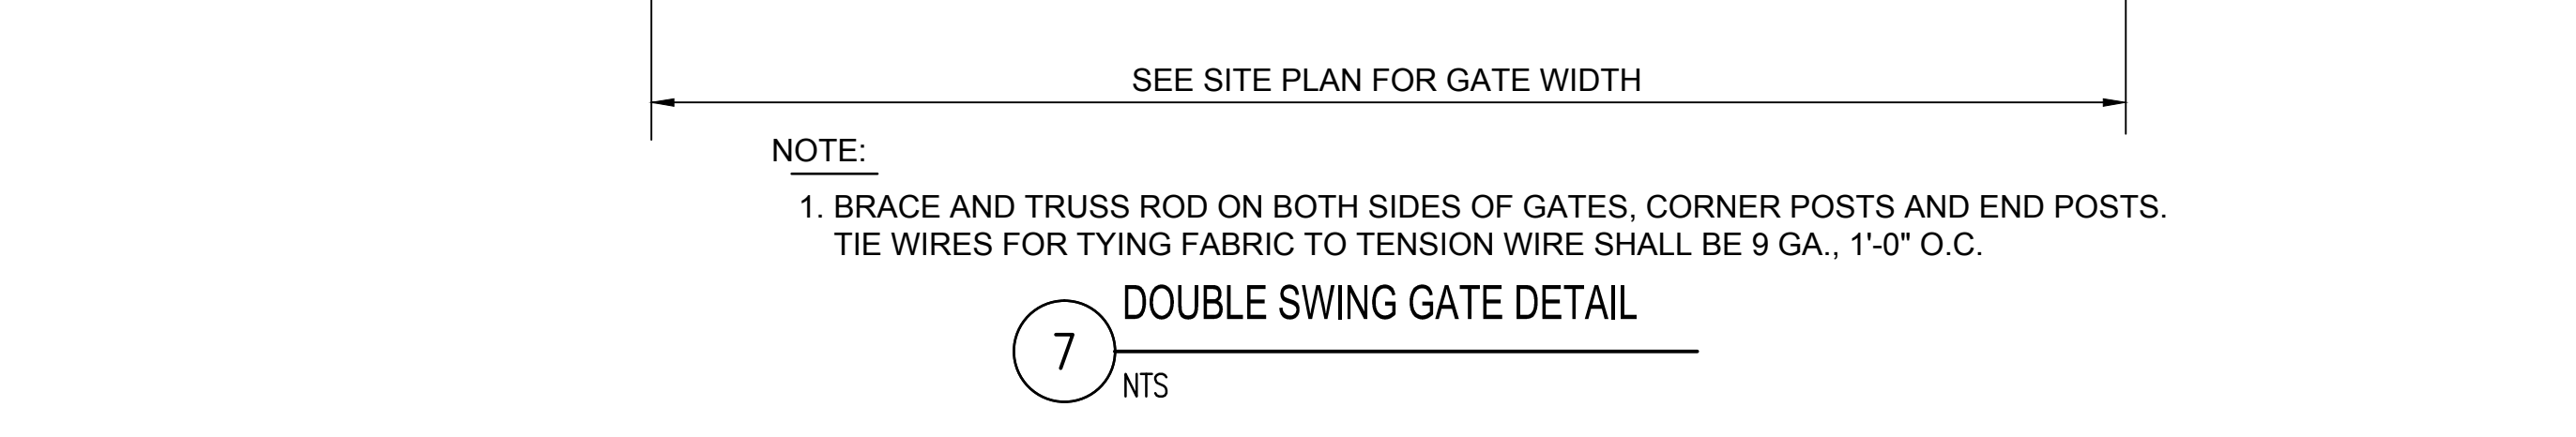 SEE SITE PLAN FOR GATE WIDTH
NOTE:
1. BRACE AND TRUSS ROD ON BOTH SIDES OF GATES, CORNER POSTS AND END POSTS.
TIE WIRES FOR TYING FABRIC TO TENSION WIRE SHALL BE 9 GA., 1'-0" O.C.
DOUBLE SWING GATE DETAIL
7
NTS